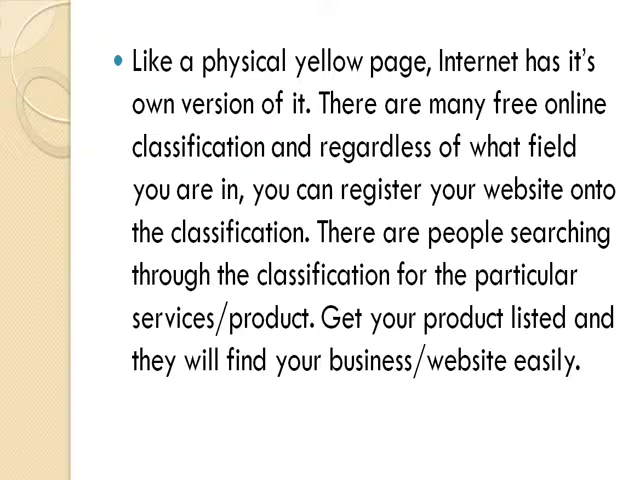 • Like a physical yellow page, Internet has it's
own version of it. There are many free online
classification and regardless of what field
you are in, you can register your website onto
the classification. There are people searching
through the classification for the particular
services/product. Get your product listed and
they will find your business/website easily.